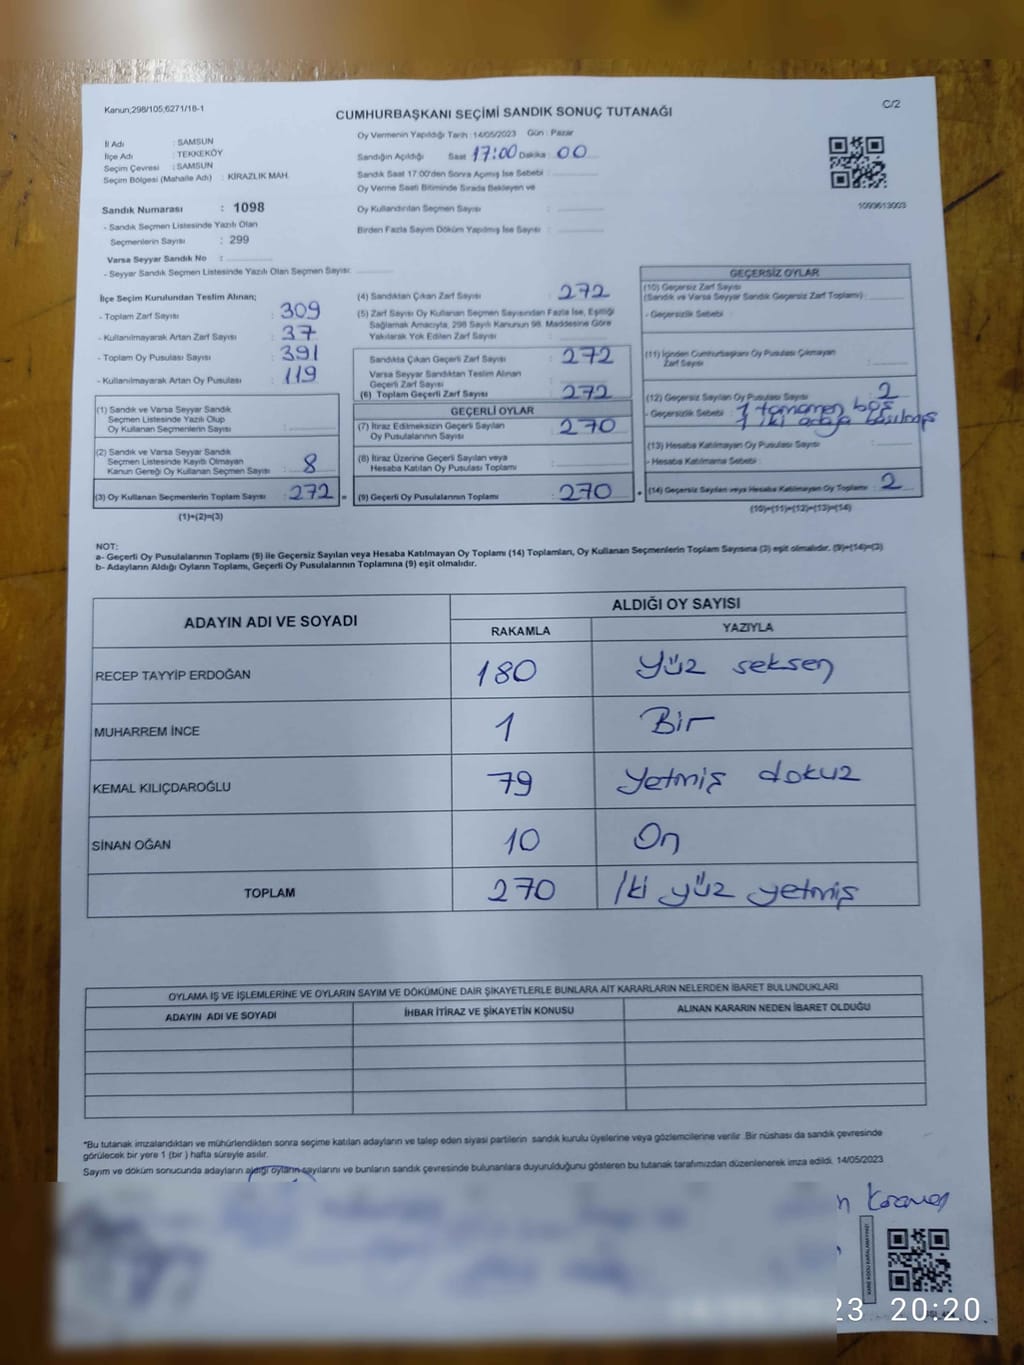 Kanun;298/105;6271/18-1
C/2
CUMHURBAŞKANI SEÇİMİ SANDIK SONUÇ TUTANAĞI
İl Adı : SAMSUN
İlçe Adı : TEKKEKÖY
Seçim Çevresi : SAMSUN
Seçim Bölgesi (Mahalle Adı) : KİRAZLIK MAH.
Sandık Numarası : 1098
- Sandık Seçmen Listesinde Yazılı Olan
Seçmenlerin Sayısı : 299
Varsa Seyyar Sandık No :
- Seyyar Sandık Seçmen Listesinde Yazılı Olan Seçmen Sayısı:
Oy Vermenin Yapıldığı Tarih : 14/05/2023 Gün : Pazar
Sandığın Açıldığı Saat 17:00 Dakika : 00
Sandık Saat 17.00'den Sonra Açılmış İse Sebebi :
Oy Verme Saati Bitiminde Sırada Bekleyen ve
Oy Kullandırılan Seçmen Sayısı :
Birden Fazla Sayım Döküm Yapılmış İse Sayısı :
1093613003
İlçe Seçim Kurulundan Teslim Alınan;
- Toplam Zarf Sayısı : 309
- Kullanılmayarak Artan Zarf Sayısı : 37
- Toplam Oy Pusulası Sayısı : 391
- Kullanılmayarak Artan Oy Pusulası : 119
(1) Sandık ve Varsa Seyyar Sandık
Seçmen Listesinde Yazılı Olup
Oy Kullanan Seçmenlerin Sayısı :
(2) Sandık ve Varsa Seyyar Sandık
Seçmen Listesinde Kayıtlı Olmayan
Kanun Gereği Oy Kullanan Seçmen Sayısı : 8
(3) Oy Kullanan Seçmenlerin Toplam Sayısı : 272 =
(1)+(2)=(3)
(4) Sandıktan Çıkan Zarf Sayısı : 272
(5) Zarf Sayısı Oy Kullanan Seçmen Sayısından Fazla İse, Eşitliği
Sağlamak Amacıyla, 298 Sayılı Kanunun 98. Maddesine Göre
Yakılarak Yok Edilen Zarf Sayısı :
Sandıkta Çıkan Geçerli Zarf Sayısı : 272
Varsa Seyyar Sandıktan Teslim Alınan
Geçerli Zarf Sayısı :
(6) Toplam Geçerli Zarf Sayısı : 272
GEÇERLİ OYLAR
(7) İtiraz Edilmeksizin Geçerli Sayılan
Oy Pusulalarının Sayısı : 270
(8) İtiraz Üzerine Geçerli Sayılan veya
Hesaba Katılan Oy Pusulası Toplamı :
(9) Geçerli Oy Pusulalarının Toplamı : 270 +
GEÇERSİZ OYLAR
(10) Geçersiz Zarf Sayısı
(Sandık ve Varsa Seyyar Sandık Geçersiz Zarf Toplamı) :
- Geçersizlik Sebebi :
(11) İçinden Cumhurbaşkanı Oy Pusulası Çıkmayan
Zarf Sayısı :
(12) Geçersiz Sayılan Oy Pusulası Sayısı : 2
- Geçersizlik Sebebi : 1 tamamen boş
1 iki adaya basılmış
(13) Hesaba Katılmayan Oy Pusulası Sayısı :
- Hesaba Katılmama Sebebi :
(14) Geçersiz Sayılan veya Hesaba Katılmayan Oy Toplamı : 2
(10)+(11)+(12)+(13)=(14)
NOT:
a- Geçerli Oy Pusulalarının Toplamı (9) ile Geçersiz Sayılan veya Hesaba Katılmayan Oy Toplamı (14) Toplamları, Oy Kullanan Seçmenlerin Toplam Sayısına (3) eşit olmalıdır. (9)+(14)=(3)
b- Adayların Aldığı Oyların Toplamı, Geçerli Oy Pusulalarının Toplamına (9) eşit olmalıdır.
ADAYIN ADI VE SOYADI
ALDIĞI OY SAYISI
RAKAMLA YAZIYLA
RECEP TAYYİP ERDOĞAN 180 Yüz seksen
MUHARREM İNCE 1 Bir
KEMAL KILIÇDAROĞLU 79 Yetmiş dokuz
SİNAN OĞAN 10 On
TOPLAM 270 İki yüz yetmiş
OYLAMA İŞ VE İŞLEMLERİNE VE OYLARIN SAYIM VE DÖKÜMÜNE DAİR ŞİKAYETLERLE BUNLARA AİT KARARLARIN NELERDEN İBARET BULUNDUKLARI
ADAYIN ADI VE SOYADI İHBAR İTİRAZ VE ŞİKAYETİN KONUSU ALINAN KARARIN NEDEN İBARET OLDUĞU
*Bu tutanak imzalandıktan ve mühürlendikten sonra seçime katılan adayların ve talep eden siyasi partilerin sandık kurulu üyelerine veya gözlemcilerine verilir. Bir nüshası da sandık çevresinde
görülecek bir yere 1 (bir) hafta süreyle asılır.
Sayım ve döküm sonucunda adayların aldığı oyların sayılarını ve bunların sandık çevresinde bulunanlara duyurulduğunu gösteren bu tutanak tarafımızdan düzenlenerek imza edildi. 14/05/2023
23 20:20